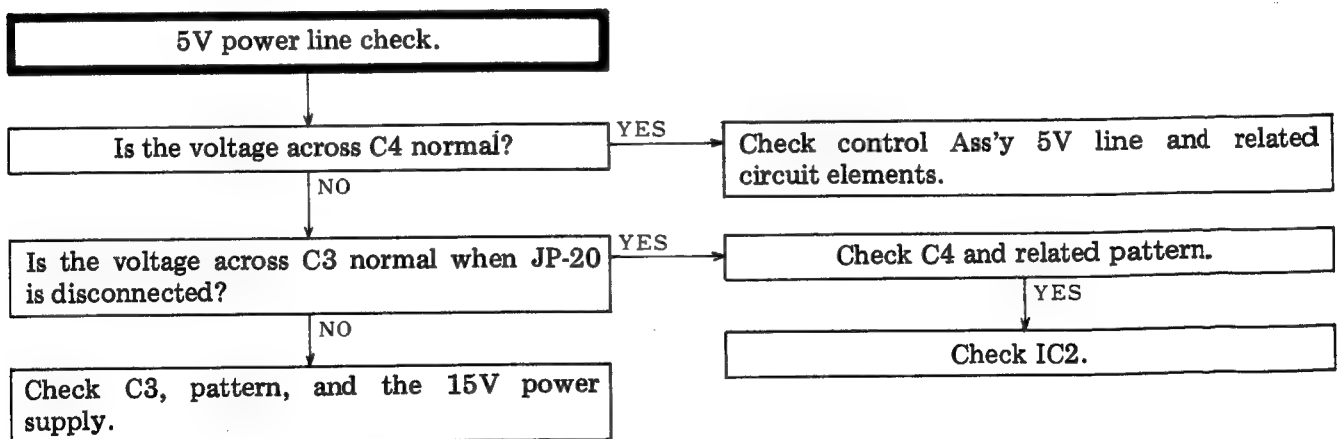 5V power line check.
Is the voltage across C4 normal?
YES
Check control Ass'y 5V line and related
circuit elements.
NO
Is the voltage across C3 normal when JP-20
is disconnected?
YES
Check C4 and related pattern.
YES
Check IC2.
NO
Check C3, pattern, and the 15V power
supply.